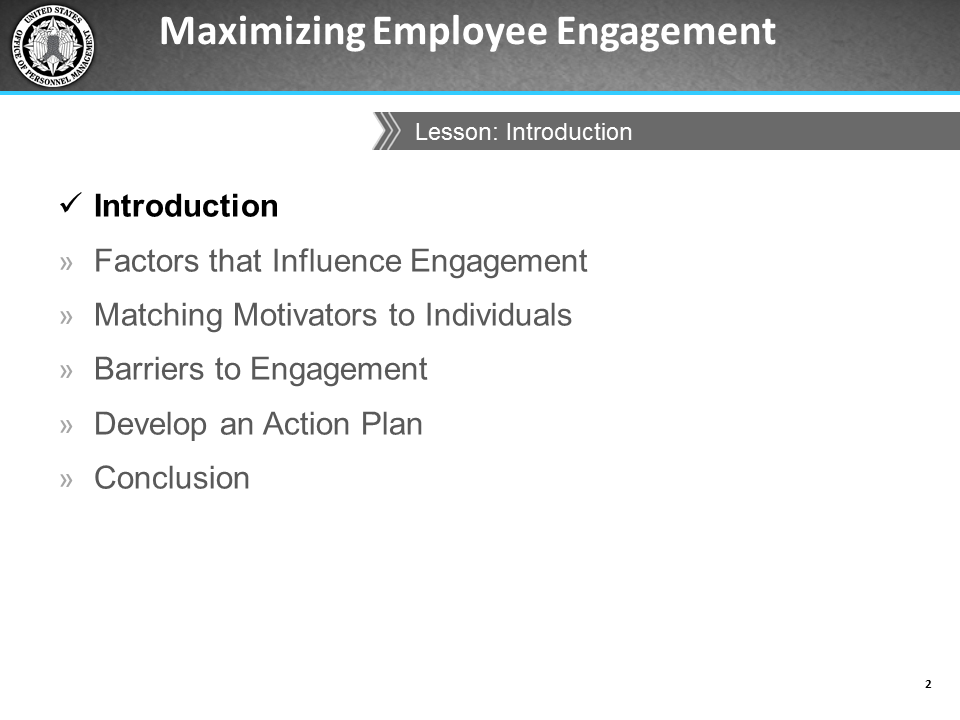 UNITED STATES
OFFICE OF PERSONNEL MANAGEMENT
Maximizing Employee Engagement
Lesson: Introduction
✓ Introduction
» Factors that Influence Engagement
» Matching Motivators to Individuals
» Barriers to Engagement
» Develop an Action Plan
» Conclusion
2